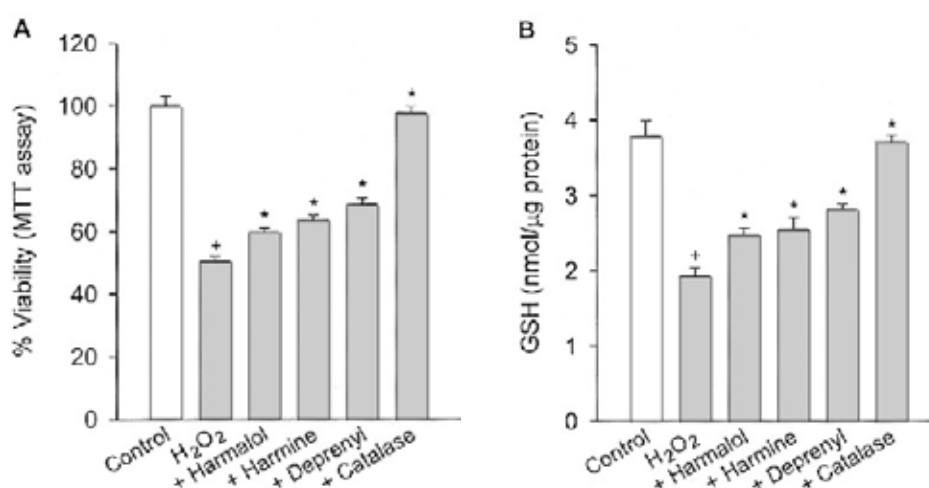 A
% Viability (MTT assay)
120
100
80
60
40
20
0
+
*
*
*
*
Control
H₂O₂
+ Harmalol
+ Harmine
+ Deprenyl
+ Catalase
B
GSH (nmol/μg protein)
5
4
3
2
1
0
+
*
*
*
*
Control
H₂O₂
+ Harmalol
+ Harmine
+ Deprenyl
+ Catalase